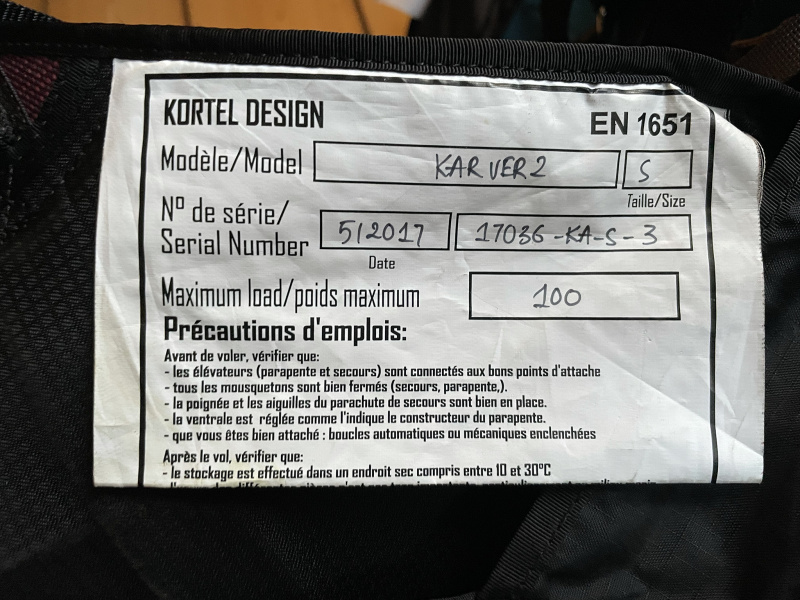 KORTEL DESIGN
EN 1651
Modèle/Model KARVER2 S
Taille/Size
N° de série/
Serial Number 5/2017 17036-KA-S-3
Date
Maximum load/poids maximum 100
Précautions d'emplois:
Avant de voler, vérifier que:
- les élévateurs (parapente et secours) sont connectés aux bons points d'attache
- tous les mousquetons sont bien fermés (secours, parapente,).
- la poignée et les aiguilles du parachute de secours sont bien en place.
- la ventrale est réglée comme l'indique le constructeur du parapente.
- que vous êtes bien attaché : boucles automatiques ou mécaniques enclenchées
Après le vol, vérifier que:
- le stockage est effectué dans un endroit sec compris entre 10 et 30°C